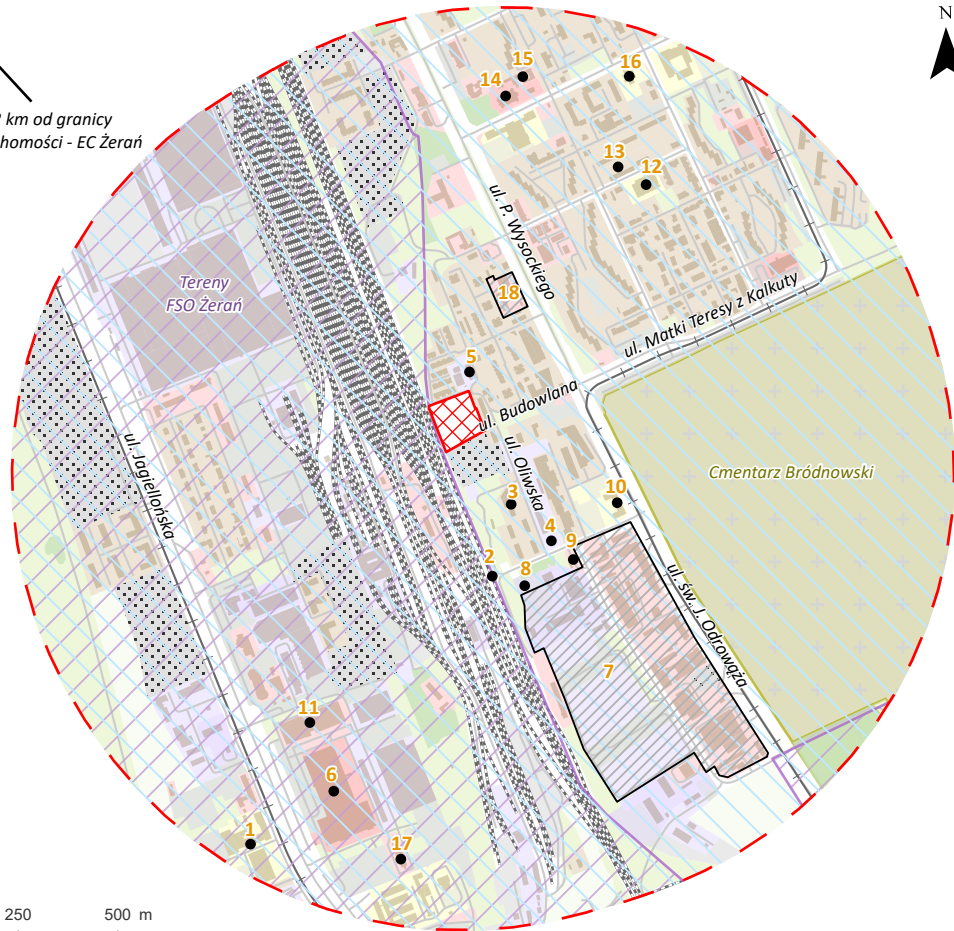 N
km od granicy
homości - EC Żerań
15
14
16
13
12
ul. P. Wysockiego
Tereny
FSO Żerań
18
ul. Matki Teresy z Kalkuty
5
ul. Budowlana
ul. Jagiellońska
ul. Oliwska
Cmentarz Bródnowski
3
10
4
9
2
8
ul. św. J. Odrowąża
7
11
6
1
17
250
500 m